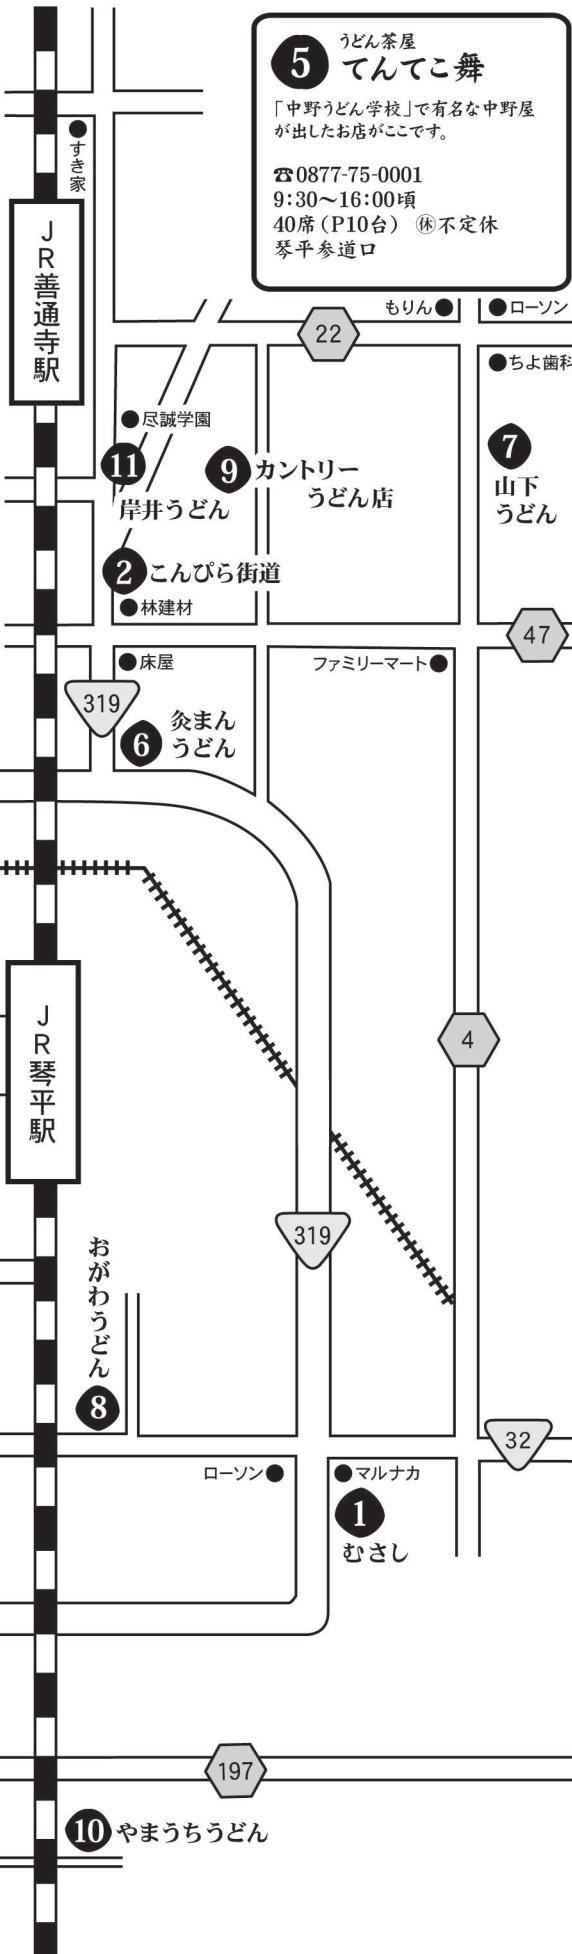 5
うどん茶屋
てんてこ舞
「中野うどん学校」で有名な中野屋
が出したお店がここです。
☎0877-75-0001
9:30〜16:00頃
40席（P10台） ㊡不定休
琴平参道口
すき家
JR善通寺駅
もりん
ローソン
22
ちよ歯科
尽誠学園
7
山下
うどん
11
岸井うどん
9
カントリー
うどん店
2
こんぴら街道
林建材
47
床屋
ファミリーマート
319
6
灸まん
うどん
JR琴平駅
4
319
おがわうどん
8
32
ローソン
マルナカ
1
むさし
197
10
やまうちうどん